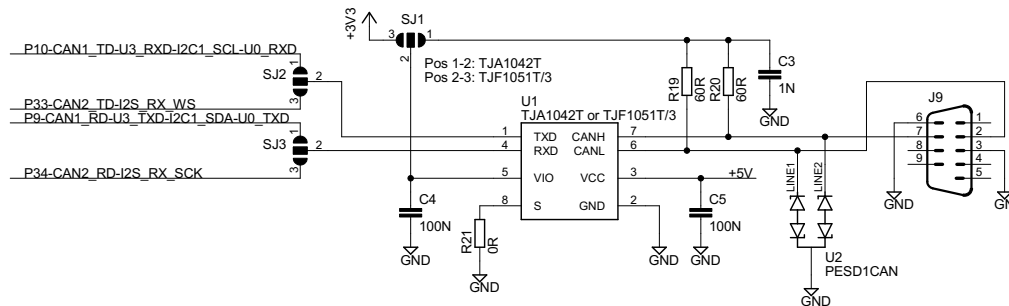 +3V3
SJ1
3
1
2
Pos 1-2: TJA1042T
Pos 2-3: TJF1051T/3
P10-CAN1_TD-U3_RXD-I2C1_SCL-U0_RXD
SJ2
1
2
3
P33-CAN2_TD-I2S_RX_WS
P9-CAN1_RD-U3_TXD-I2C1_SDA-U0_TXD
SJ3
1
2
3
P34-CAN2_RD-I2S_RX_SCK
R19
60R
R20
60R
C3
1N
GND
U1
TJA1042T or TJF1051T/3
1 TXD CANH 7
4 RXD CANL 6
5 VIO VCC 3
8 S GND 2
+5V
C4
100N
GND
R21
0R
GND
GND
C5
100N
GND
LINE1
LINE2
U2
PESD1CAN
GND
J9
6
7
8
9
1
2
3
4
5
GND
GND